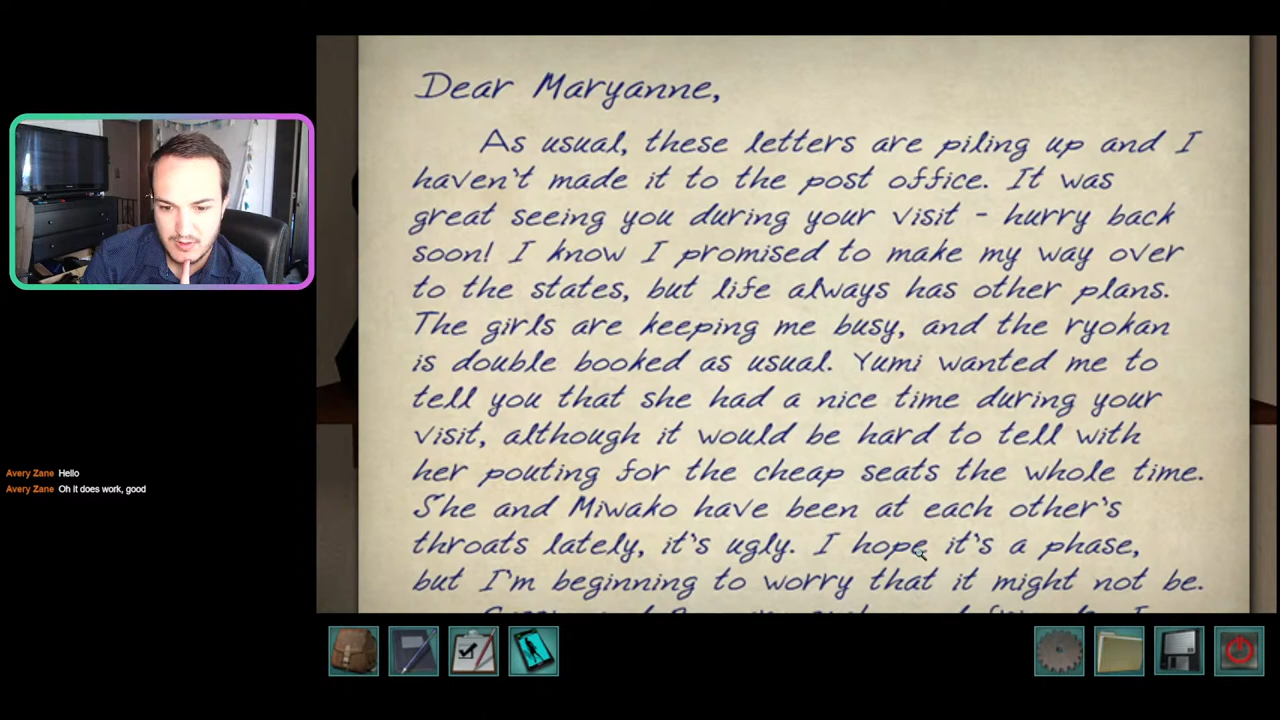 Dear Maryanne,
As usual, these letters are piling up and I
haven't made it to the post office. It was
great seeing you during your visit - hurry back
soon! I know I promised to make my way over
to the states, but life always has other plans.
The girls are keeping me busy, and the ryokan
is double booked as usual. Yumi wanted me to
tell you that she had a nice time during your
visit, although it would be hard to tell with
her pouting for the cheap seats the whole time.
She and Miwako have been at each other's
throats lately, it's ugly. I hope it's a phase,
but I'm beginning to worry that it might not be.
Avery Zane Hello
Avery Zane Oh it does work, good